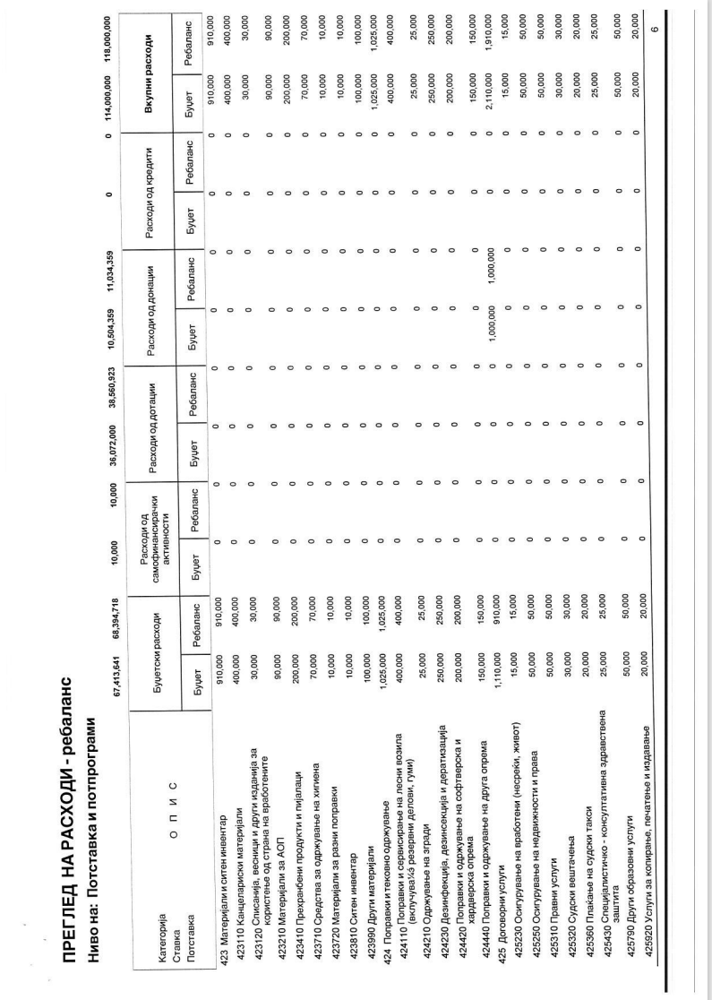 ПРЕГЛЕД НА РАСХОДИ - ребаланс
Ниво на: Потставка и потпрограми
67,413,641 68,394,718 10,000 10,000 36,072,000 38,560,923 10,504,359 11,034,359 0 0 114,000,000 118,000,000
Категорија
Ставка
Потставка
О П И С
Буџетски расходи
Расходи од
самофинансирачки
активности
Расходи од дотации
Расходи од донации
Расходи од кредити
Вкупни расходи
Буџет Ребаланс Буџет Ребаланс Буџет Ребаланс Буџет Ребаланс Буџет Ребаланс Буџет Ребаланс
423 Материјали и ситен инвентар 910,000 910,000 0 0 0 0 0 0 0 0 910,000 910,000
423110 Канцелариски материјали 400,000 400,000 0 0 0 0 0 0 0 0 400,000 400,000
423120 Списанија, весници и други изданија за 30,000 30,000 0 0 0 0 0 0 0 0 30,000 30,000
користење од страна на вработените
423210 Материјали за АОП 90,000 90,000 0 0 0 0 0 0 0 0 90,000 90,000
423410 Прехранбени продукти и пијалаци 200,000 200,000 0 0 0 0 0 0 0 0 200,000 200,000
423710 Средства за одржување на хигиена 70,000 70,000 0 0 0 0 0 0 0 0 70,000 70,000
423720 Материјали за разни поправки 10,000 10,000 0 0 0 0 0 0 0 0 10,000 10,000
423810 Ситен инвентар 10,000 10,000 0 0 0 0 0 0 0 0 10,000 10,000
423990 Други материјали 100,000 100,000 0 0 0 0 0 0 0 0 100,000 100,000
424 Поправки и тековно одржување 1,025,000 1,025,000 0 0 0 0 0 0 0 0 1,025,000 1,025,000
424110 Поправки и сервисирање на лесни возила 400,000 400,000 0 0 0 0 0 0 0 0 400,000 400,000
(вклучува¼э резервни делови, гуми)
424210 Одржување на згради 25,000 25,000 0 0 0 0 0 0 0 0 25,000 25,000
424230 Дезинфекција, дезинсекција и дератизација 250,000 250,000 0 0 0 0 0 0 0 0 250,000 250,000
424420 Поправки и одржување на софтверска и 200,000 200,000 0 0 0 0 0 0 0 0 200,000 200,000
хардверска опрема
424440 Поправки и одржување на друга опрема 150,000 150,000 0 0 0 0 0 0 0 0 150,000 150,000
425 Договорни услуги 1,110,000 910,000 0 0 0 0 1,000,000 1,000,000 0 0 2,110,000 1,910,000
425230 Осигурување на вработени (несреќи, живот) 15,000 15,000 0 0 0 0 0 0 0 0 15,000 15,000
425250 Осигурување на недвижности и права 50,000 50,000 0 0 0 0 0 0 0 0 50,000 50,000
425310 Правни услуги 50,000 50,000 0 0 0 0 0 0 0 0 50,000 50,000
425320 Судски вештачења 30,000 30,000 0 0 0 0 0 0 0 0 30,000 30,000
425360 Плаќање на судски такси 20,000 20,000 0 0 0 0 0 0 0 0 20,000 20,000
425430 Специјалистичко - консултативна здравствена 25,000 25,000 0 0 0 0 0 0 0 0 25,000 25,000
заштита
425790 Други образовни услуги 50,000 50,000 0 0 0 0 0 0 0 0 50,000 50,000
425920 Услуги за копирање, печатење и издавање 20,000 20,000 0 0 0 0 0 0 0 0 20,000 20,000
6